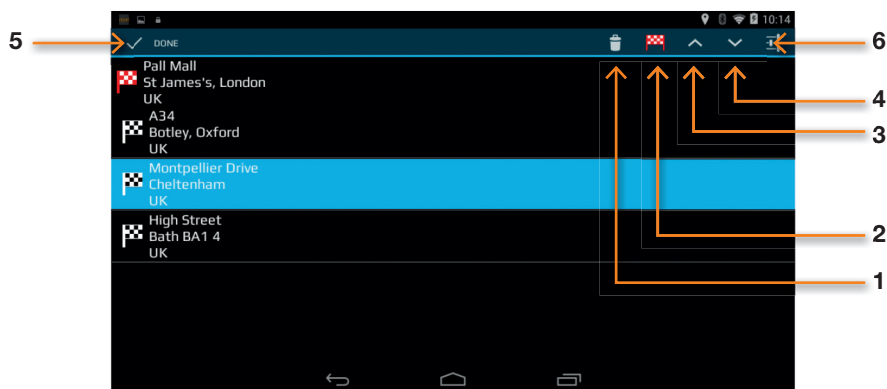 10:14
5
DONE
6
Pall Mall
St James's, London
UK
4
A34
Botley, Oxford
UK
3
Montpellier Drive
Cheltenham
UK
High Street
Bath BA1 4
UK
2
1